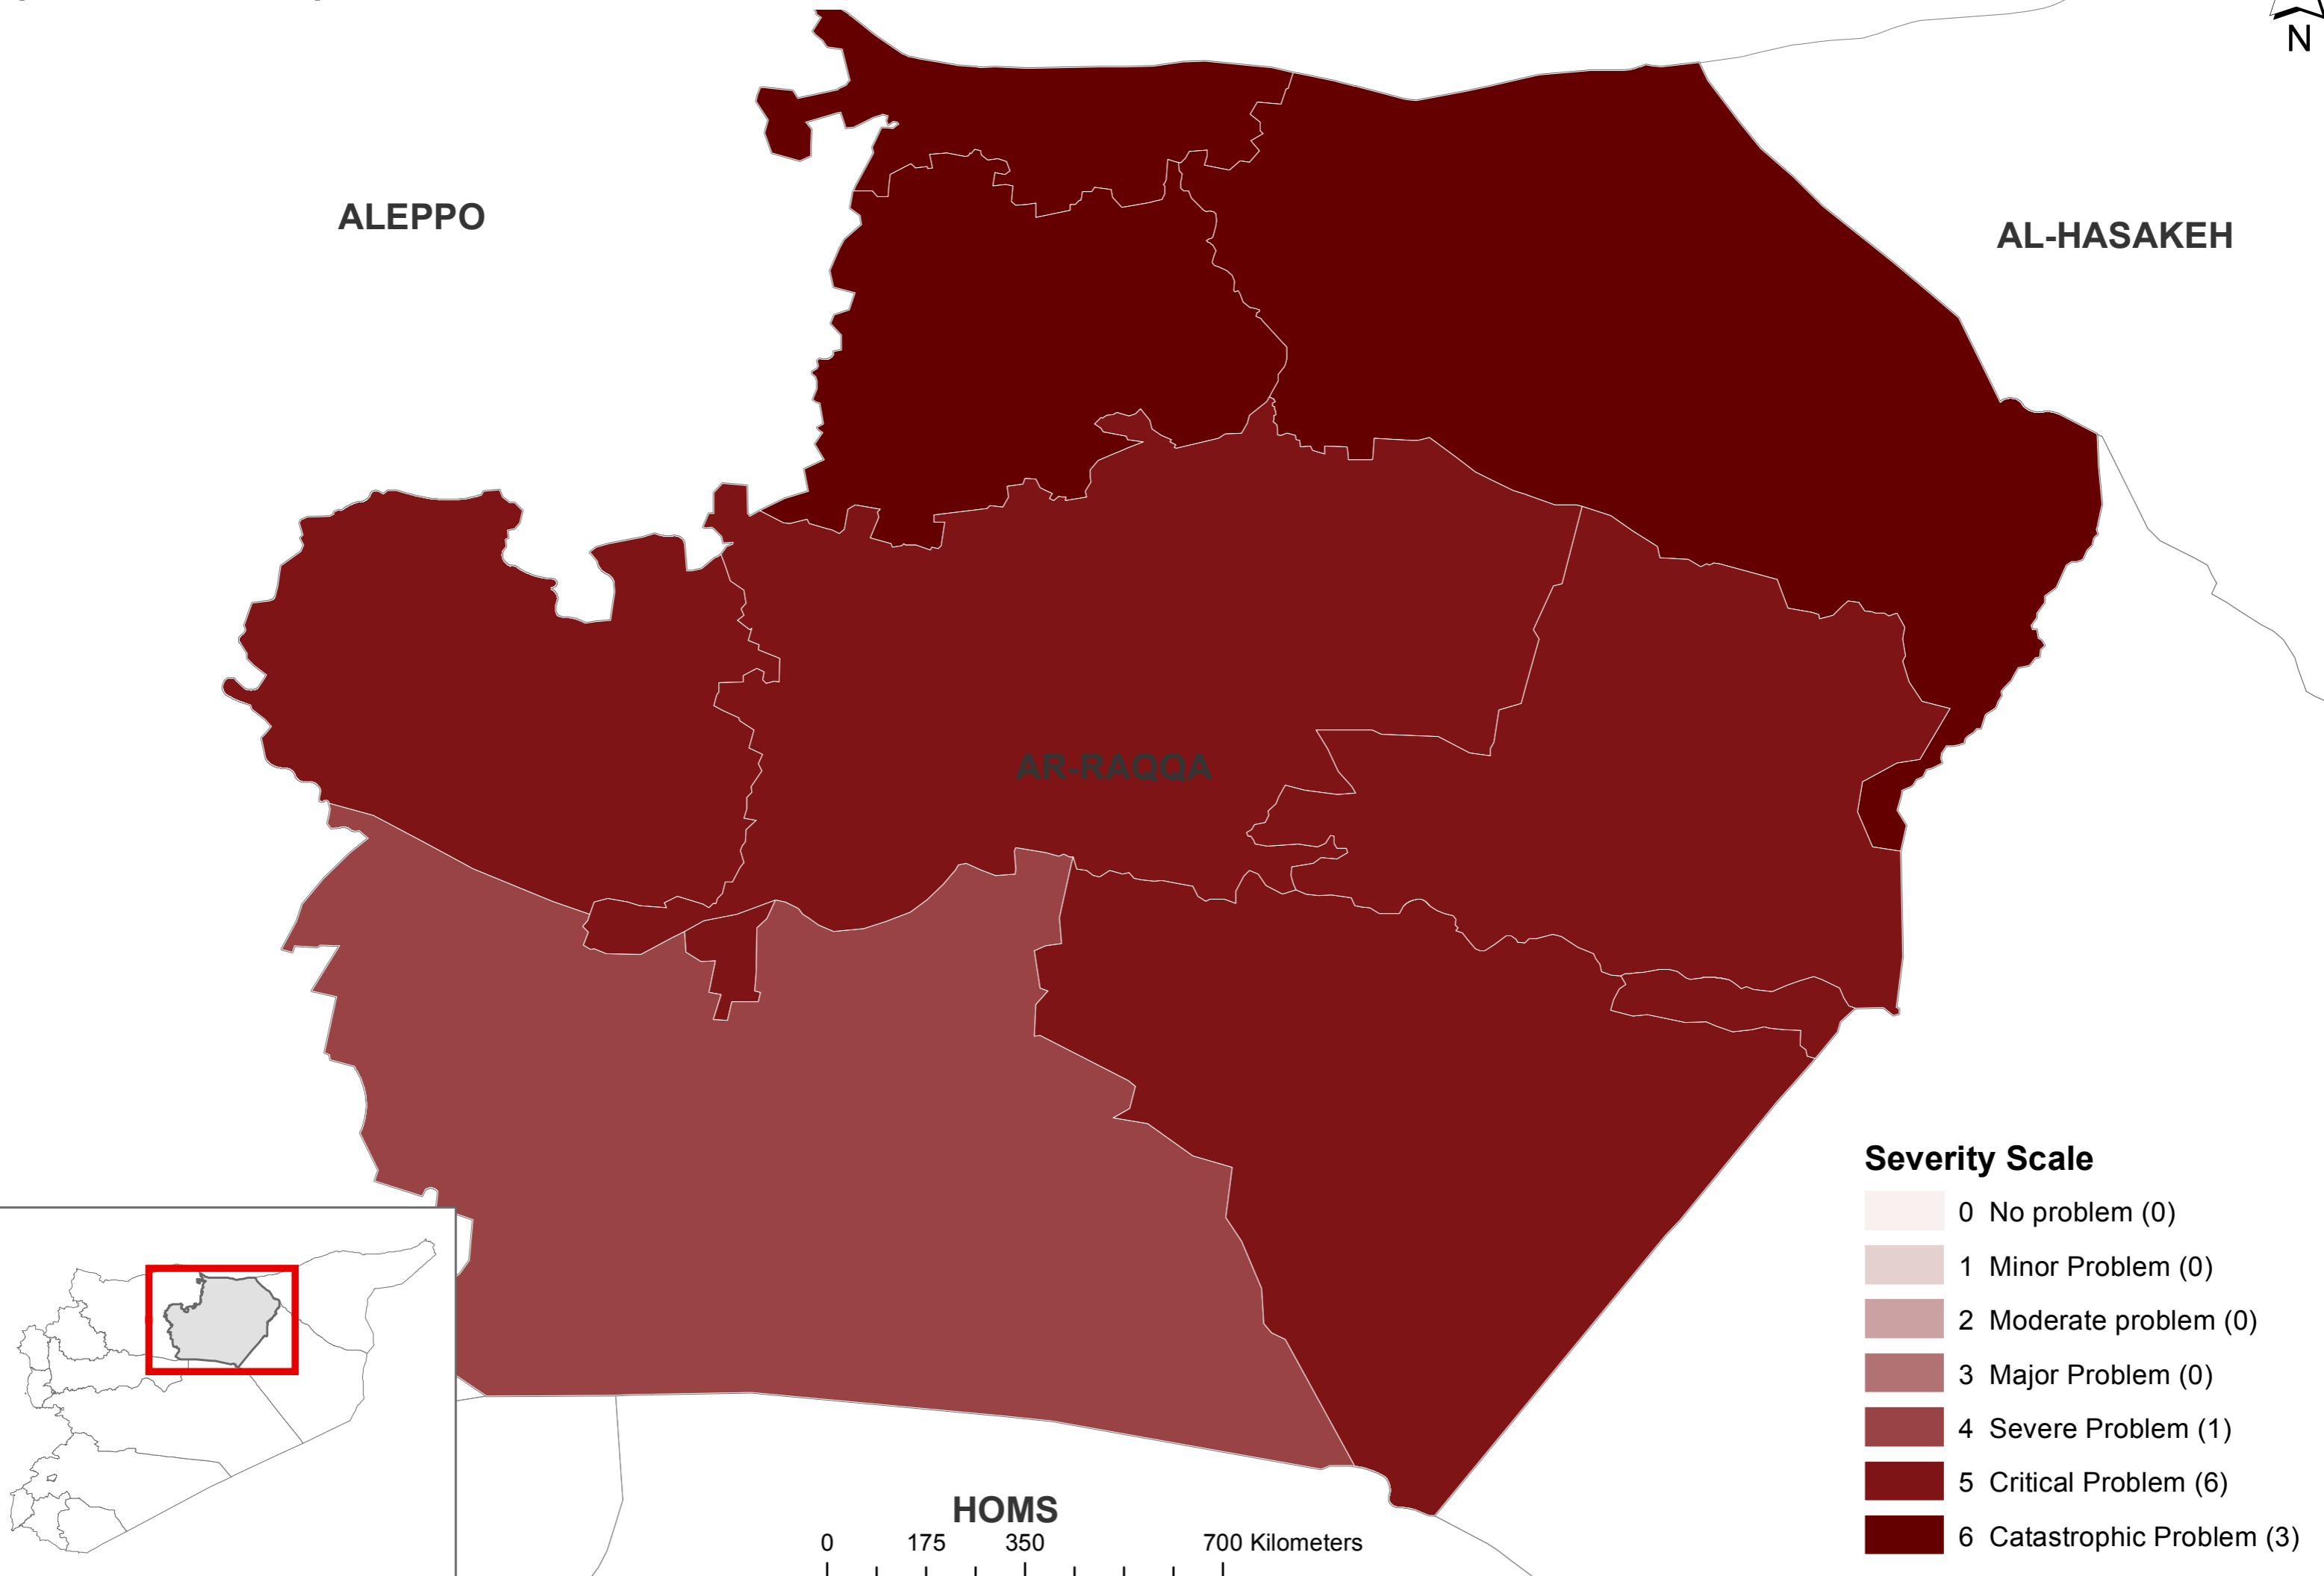 N
ALEPPO
AL-HASAKEH
AR-RAQQA
HOMS
0 175 350 700 Kilometers
Severity Scale
0 No problem (0)
1 Minor Problem (0)
2 Moderate problem (0)
3 Major Problem (0)
4 Severe Problem (1)
5 Critical Problem (6)
6 Catastrophic Problem (3)